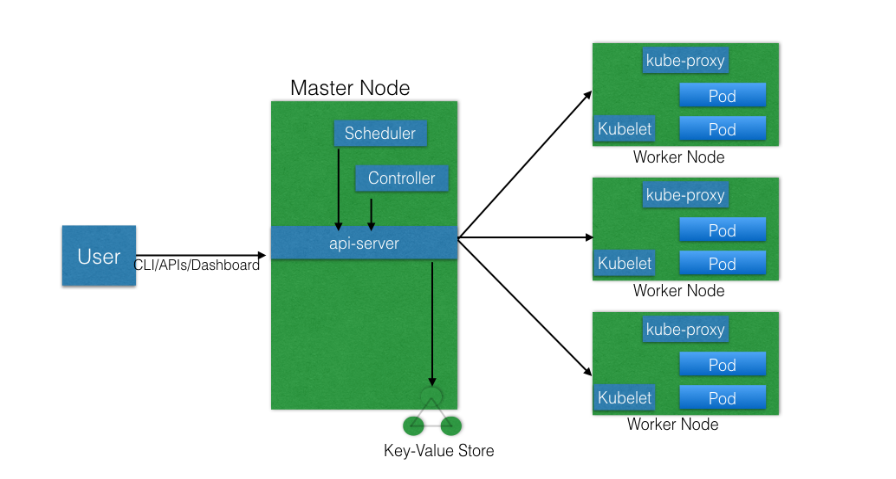 Master Node
Scheduler
Controller
api-server
User
CLI/APIs/Dashboard
Key-Value Store
kube-proxy
Pod
Kubelet
Pod
Worker Node
kube-proxy
Pod
Kubelet
Pod
Worker Node
kube-proxy
Pod
Kubelet
Pod
Worker Node